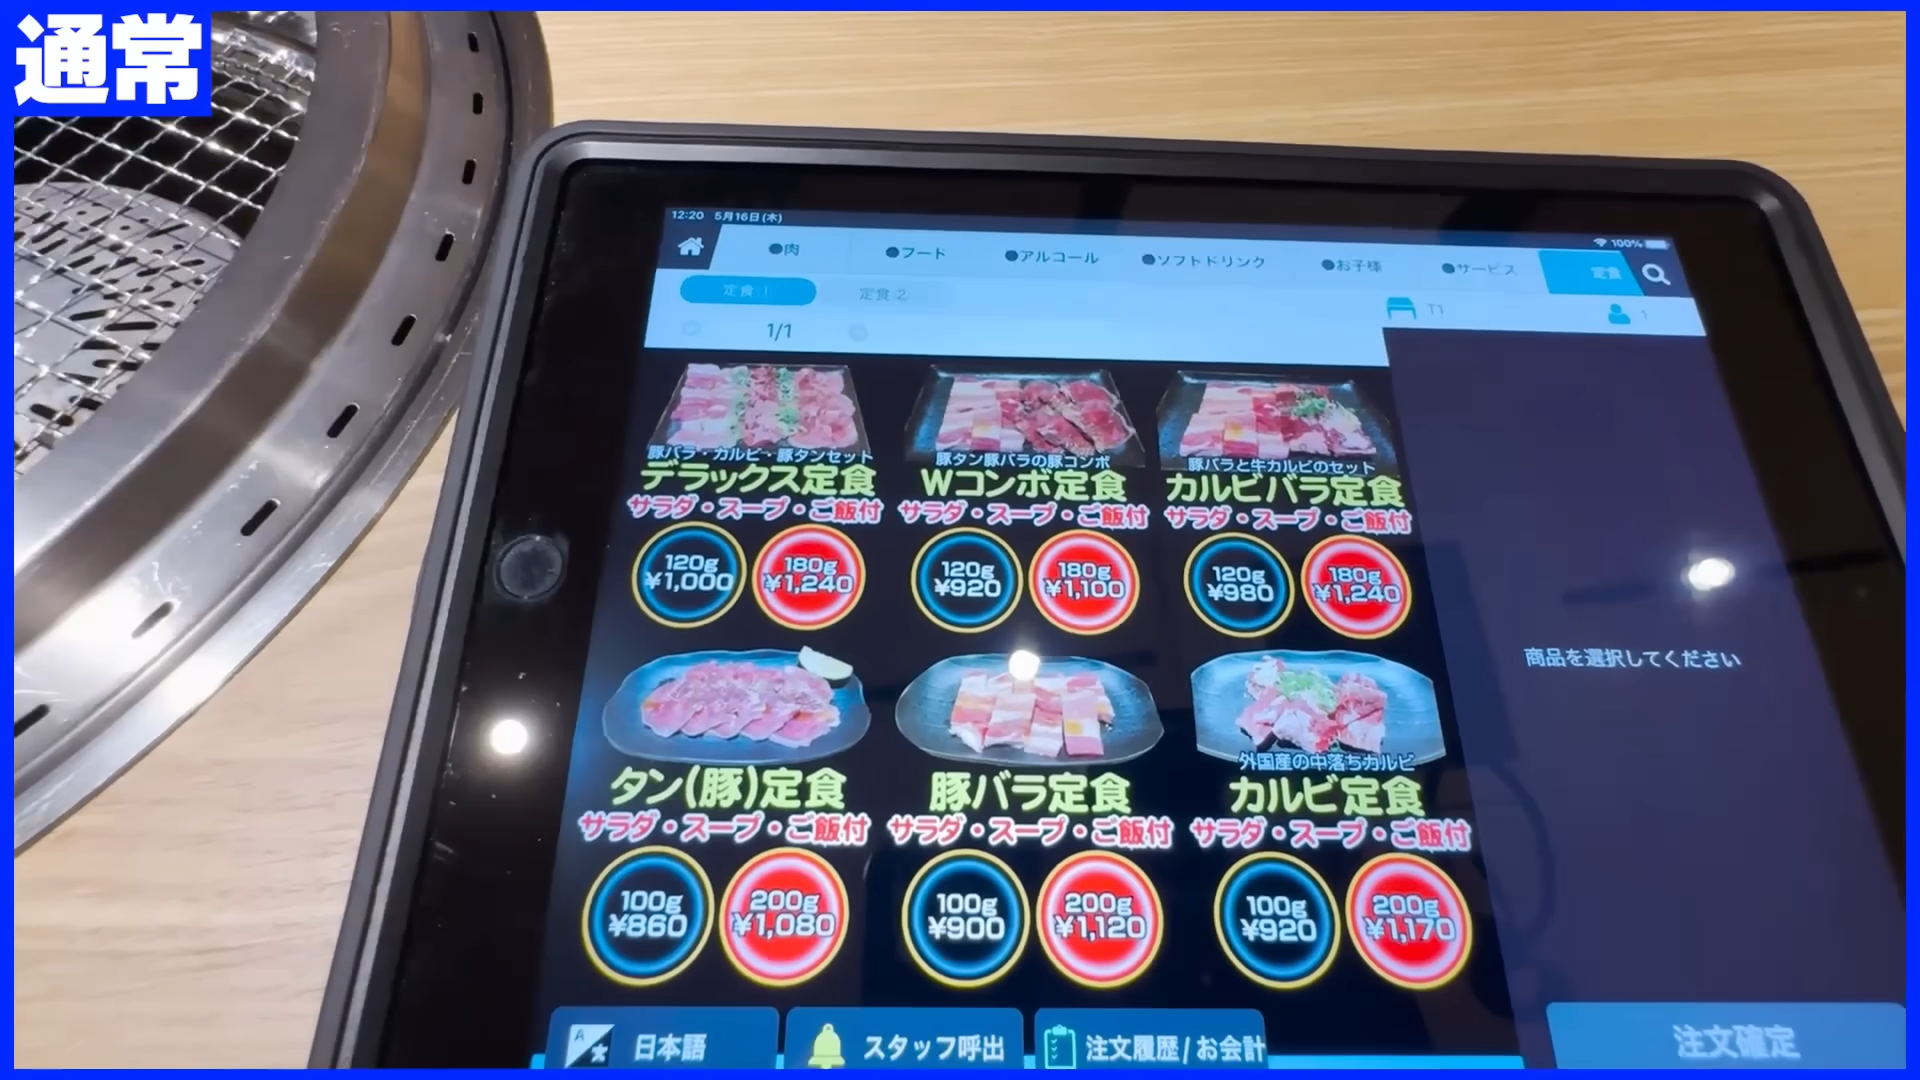 通常
12:20 5月16日(木)
100%
●肉
●フード
●アルコール
●ソフトドリンク
●お子様
●サービス
定食
定食 1
定食 2
T1
1
1/1
豚バラ・カルビ・豚タンセット
デラックス定食
サラダ・スープ・ご飯付
120g
¥1,000
180g
¥1,240
豚タン豚バラの豚コンボ
Wコンボ定食
サラダ・スープ・ご飯付
120g
¥920
180g
¥1,100
豚バラと牛カルビのセット
カルビバラ定食
サラダ・スープ・ご飯付
120g
¥980
180g
¥1,240
商品を選択してください
タン(豚)定食
サラダ・スープ・ご飯付
100g
¥860
200g
¥1,080
豚バラ定食
サラダ・スープ・ご飯付
100g
¥900
200g
¥1,120
外国産の中落ちカルビ
カルビ定食
サラダ・スープ・ご飯付
100g
¥920
200g
¥1,170
日本語
スタッフ呼出
注文履歴/お会計
注文確定